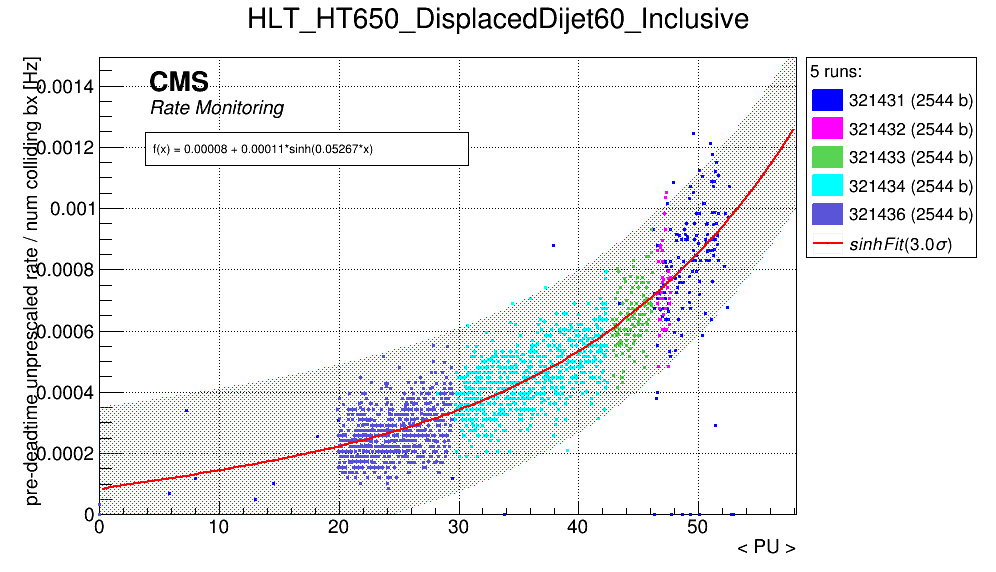 HLT_HT650_DisplacedDijet60_Inclusive
pre-deadtime unprescaled rate / num colliding bx [Hz]
CMS
Rate Monitoring
f(x) = 0.00008 + 0.00011*sinh(0.05267*x)
0.0014
0.0012
0.001
0.0008
0.0006
0.0004
0.0002
0
0 10 20 30 40 50
< PU >
5 runs:
321431 (2544 b)
321432 (2544 b)
321433 (2544 b)
321434 (2544 b)
321436 (2544 b)
sinhFit(3.0σ)